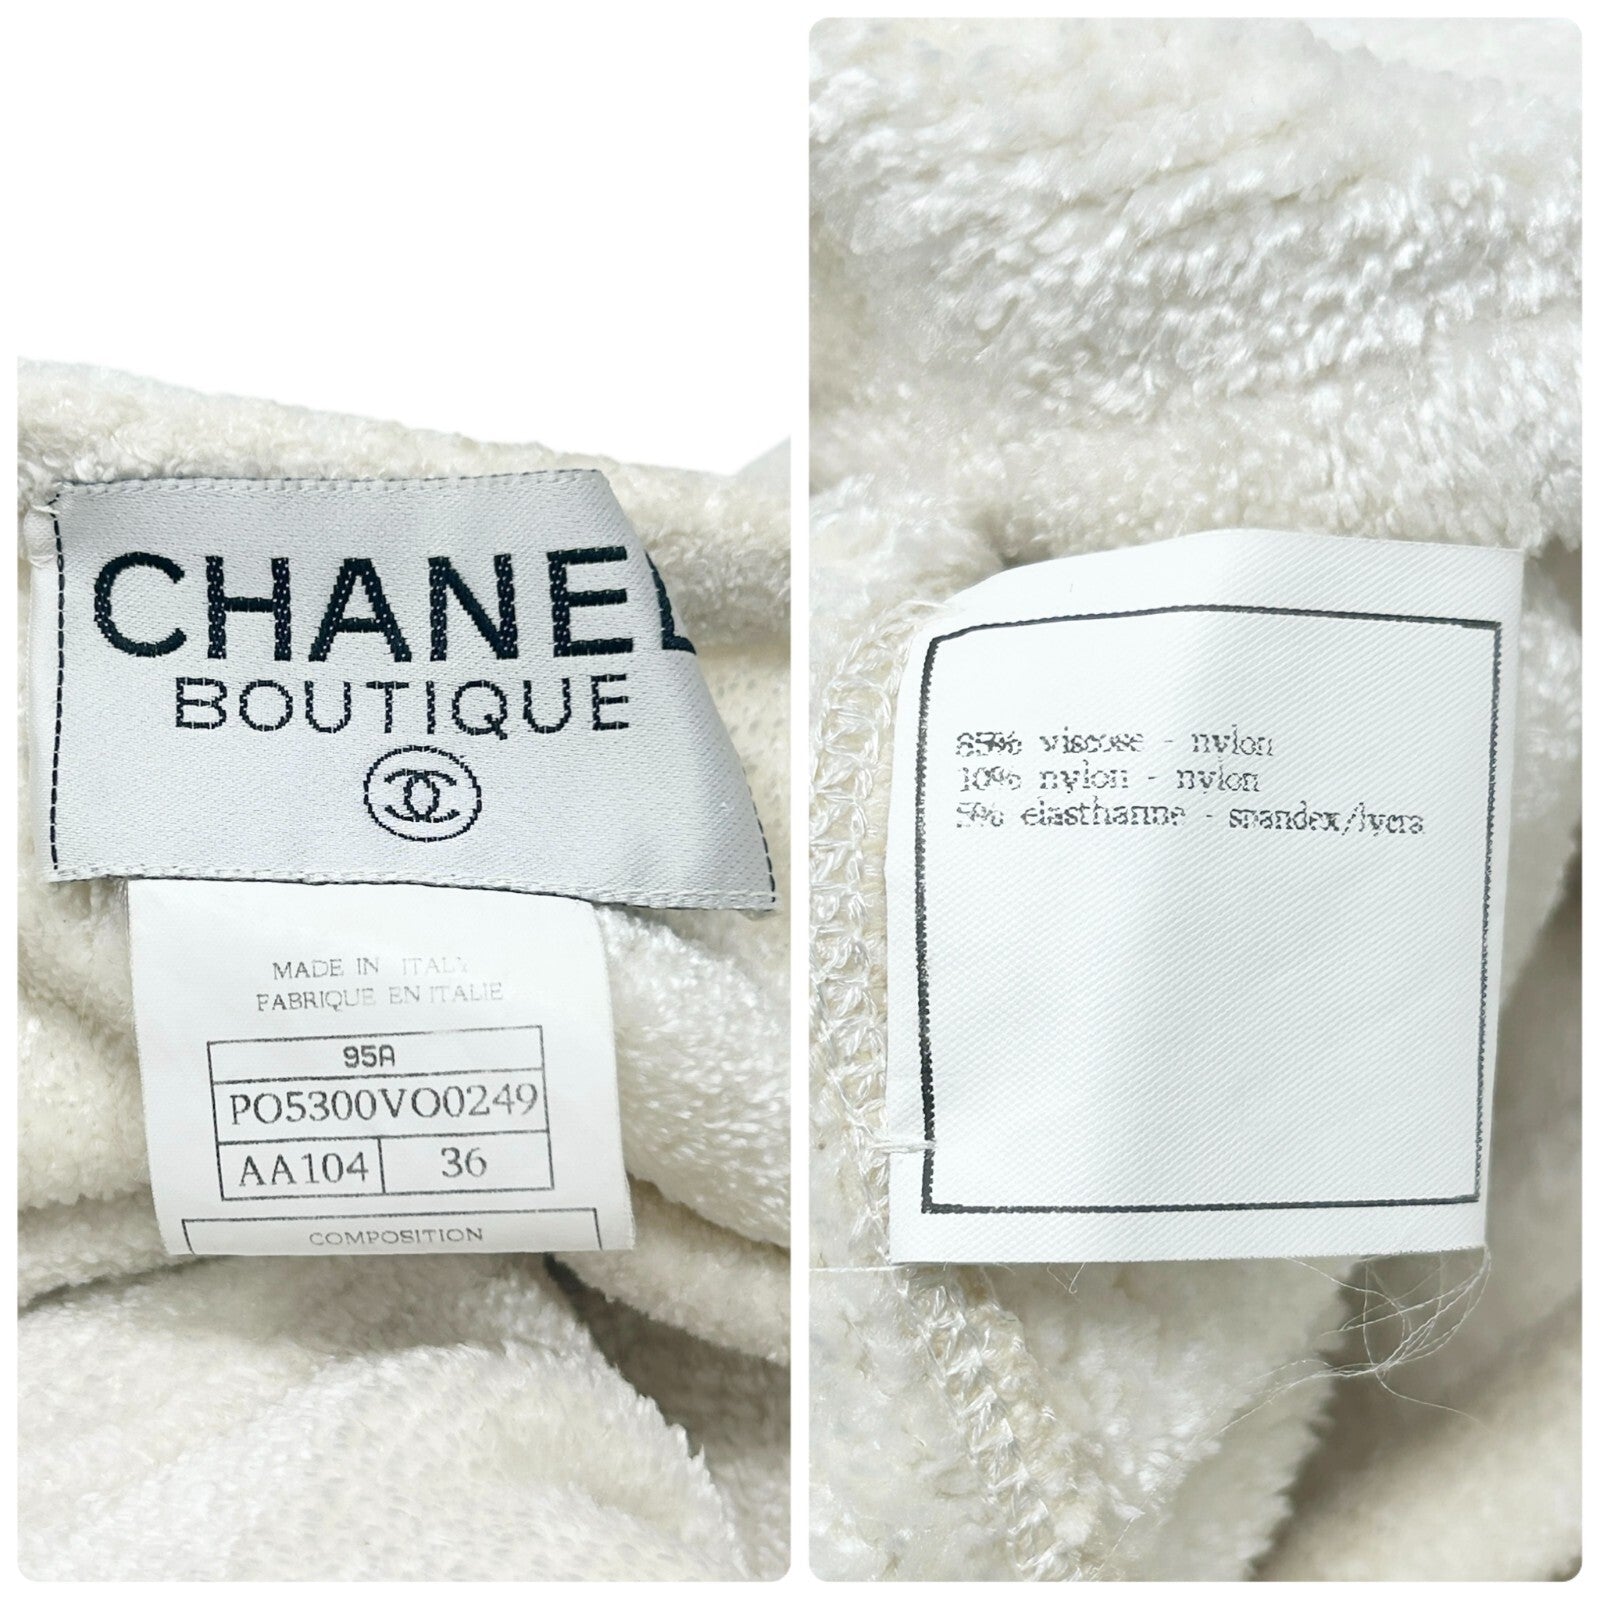 CHANEL
BOUTIQUE
MADE IN ITALY
FABRIQUE EN ITALIE
95A
PO5300VO0249
AA104 36
COMPOSITION
85% viscose - nylon
10% nylon - nylon
5% elasthanne - spandex/lycra